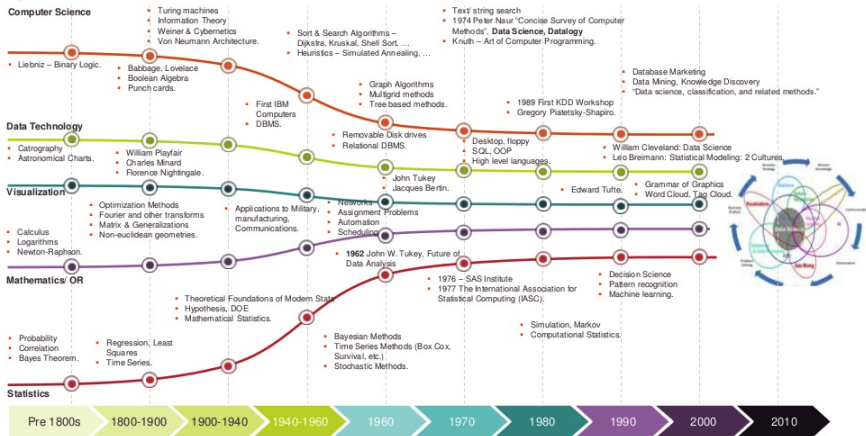 Computer Science
• Liebniz – Binary Logic.
• Turing machines
• Information Theory
• Weiner & Cybernetics
• Von Neumann Architecture.
• Babbage, Lovelace
• Boolean Algebra
• Punch cards.
• Sort & Search Algorithms –
Dijkstra, Kruskal, Shell Sort, …
• Heuristics – Simulated Annealing, …
• Text/ string search
• 1974 Peter Naur “Concise Survey of Computer
Methods”, Data Science, Datalogy
• Knuth – Art of Computer Programming.
• Graph Algorithms
• Multigrid methods
• Tree based methods.
• 1989 First KDD Workshop
• Gregory Piatetsky-Shapiro.
• Database Marketing
• Data Mining, Knowledge Discovery
• “Data science, classification, and related methods.”
Data Technology
• Catrography
• Astronomical Charts.
• William Playfair
• Charles Minard
• Florence Nightingale.
• First IBM
Computers
• DBMS.
• Removable Disk drives
• Relational DBMS.
• Desktop, floppy
• SQL, OOP
• High level languages.
• William Cleveland: Data Science
• Leo Breimann: Statistical Modeling: 2 Cultures
Visualization
• John Tukey
• Jacques Bertin.
• Edward Tufte.
• Grammar of Graphics
• Word Cloud, Tag Cloud.
• Calculus
• Logarithms
• Newton-Raphson.
• Optimization Methods
• Fourier and other transforms
• Matrix & Generalizations
• Non-euclidean geometries.
• Applications to Military,
manufacturing,
Communications.
• Networks
• Assignment Problems
• Automation
• Scheduling
Mathematics/ OR
• 1962 John W. Tukey, Future of
Data Analysis
• 1976 – SAS Institute
• 1977 The International Association for
Statistical Computing (IASC).
• Decision Science
• Pattern recognition
• Machine learning.
• Theoretical Foundations of Modern Stats
• Hypothesis, DOE
• Mathematical Statistics.
• Probability
• Correlation
• Bayes Theorem.
• Regression, Least
Squares
• Time Series.
• Bayesian Methods
• Time Series Methods (Box Cox,
Survival, etc.)
• Stochastic Methods.
• Simulation, Markov
• Computational Statistics.
Statistics
Data Science
Data Mining
Pre 1800s
1800-1900
1900-1940
1940-1960
1960
1970
1980
1990
2000
2010